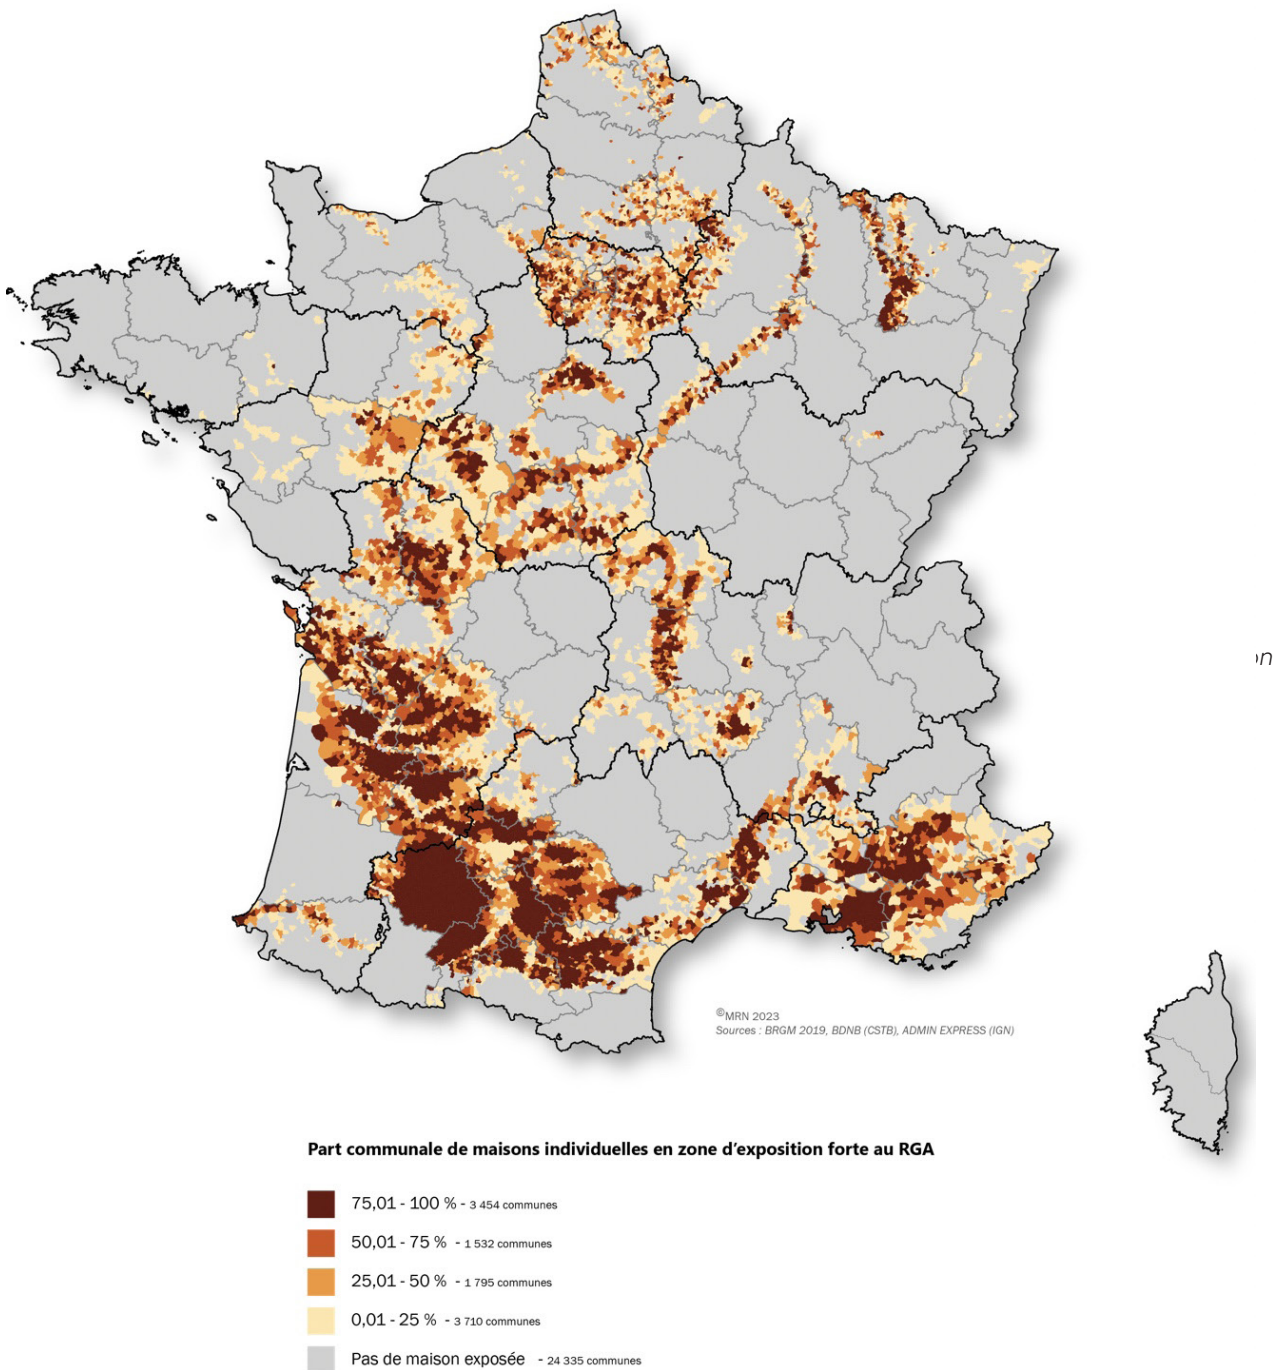 on
©MRN 2023
Sources : BRGM 2019, BDNB (CSTB), ADMIN EXPRESS (IGN)
Part communale de maisons individuelles en zone d'exposition forte au RGA
75,01 - 100 % - 3 454 communes
50,01 - 75 % - 1 532 communes
25,01 - 50 % - 1 795 communes
0,01 - 25 % - 3 710 communes
Pas de maison exposée - 24 335 communes